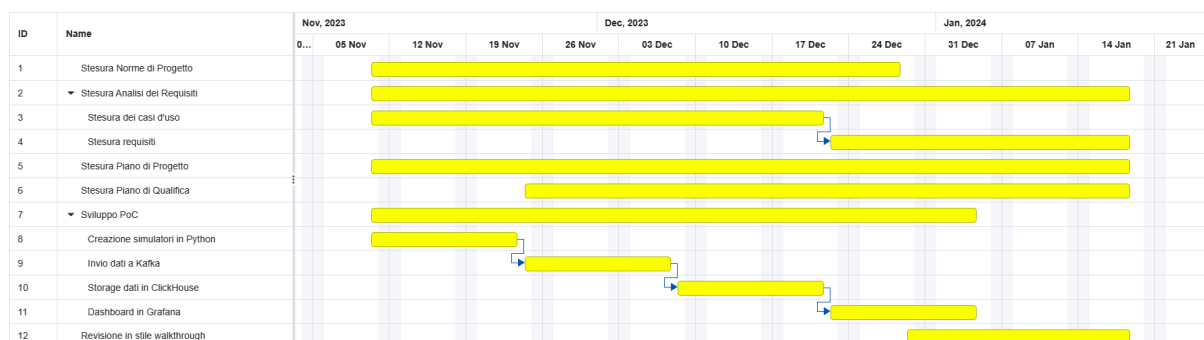 ID Name Nov, 2023 Dec, 2023 Jan, 2024
0... 05 Nov 12 Nov 19 Nov 26 Nov 03 Dec 10 Dec 17 Dec 24 Dec 31 Dec 07 Jan 14 Jan 21 Jan
1 Stesura Norme di Progetto
2 Stesura Analisi dei Requisiti
3 Stesura dei casi d'uso
4 Stesura requisiti
5 Stesura Piano di Progetto
6 Stesura Piano di Qualifica
7 Sviluppo PoC
8 Creazione simulatori in Python
9 Invio dati a Kafka
10 Storage dati in ClickHouse
11 Dashboard in Grafana
12 Revisione in stile walkthrough